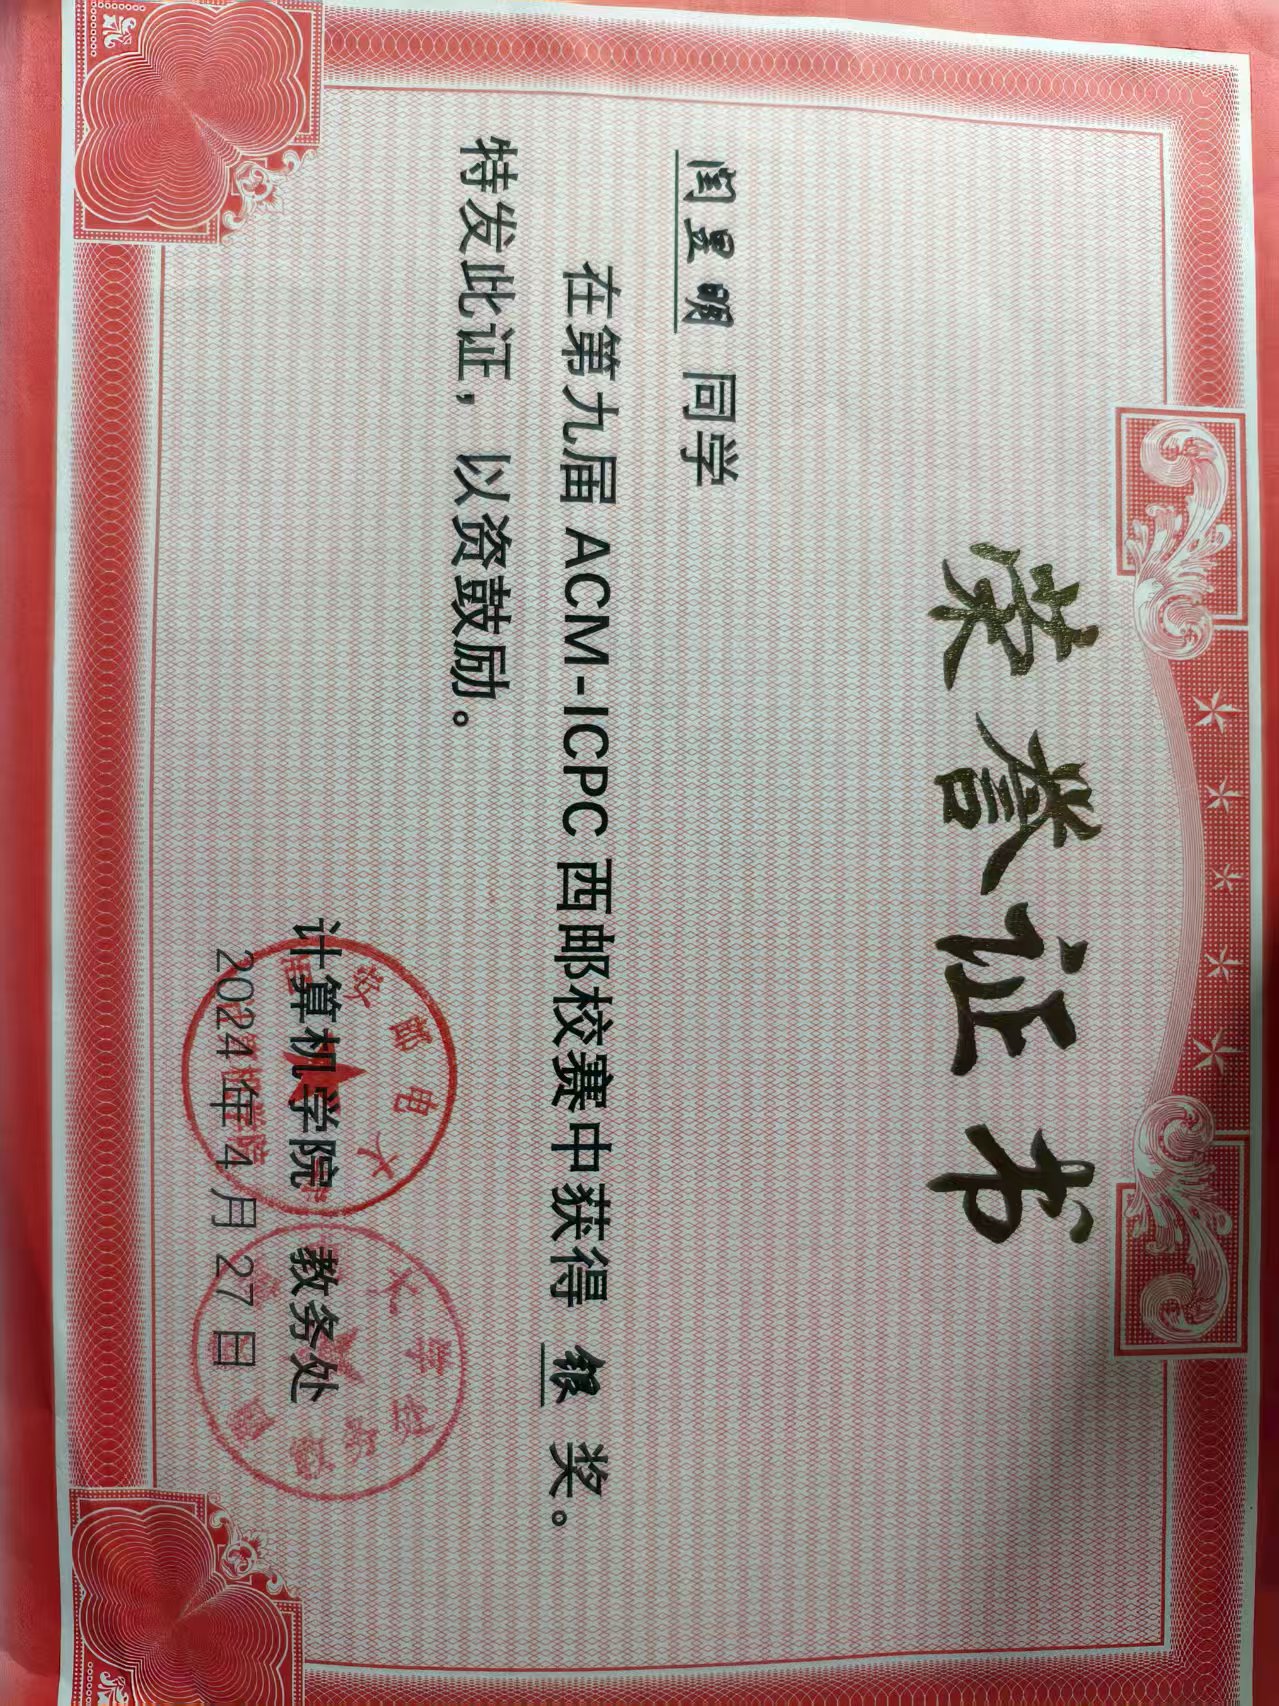 荣誉证书
闫昱明 同学
在第九届 ACM-ICPC 西邮校赛中获得 银 奖。
特发此证，以资鼓励。
计算机学院 教务处
2024年4月27日